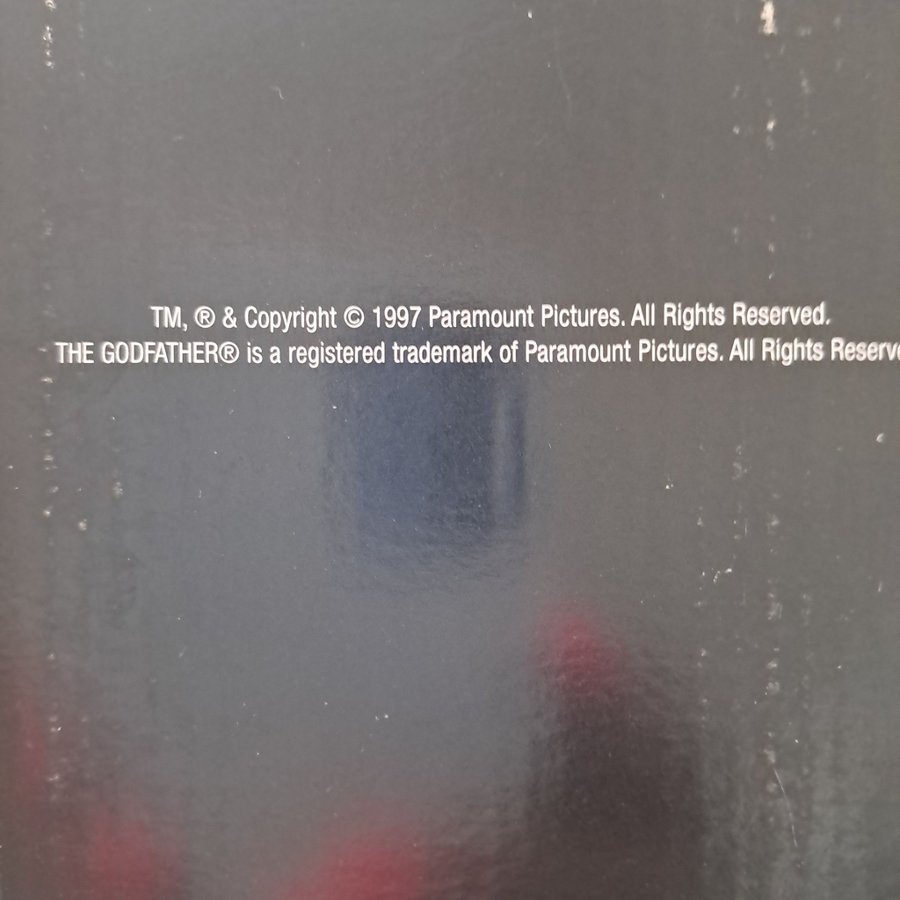 TM, ® & Copyright © 1997 Paramount Pictures. All Rights Reserved.
THE GODFATHER® is a registered trademark of Paramount Pictures. All Rights Reserve